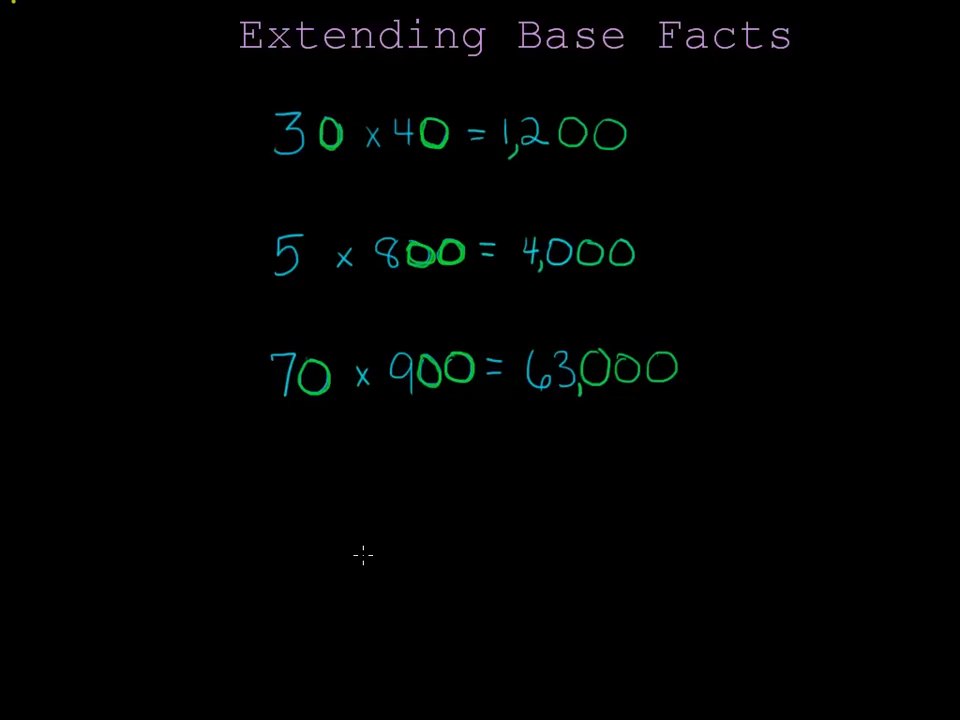 Extending Base Facts
30 x 40 = 1,200
5 x 800 = 4,000
70 x 900 = 63,000